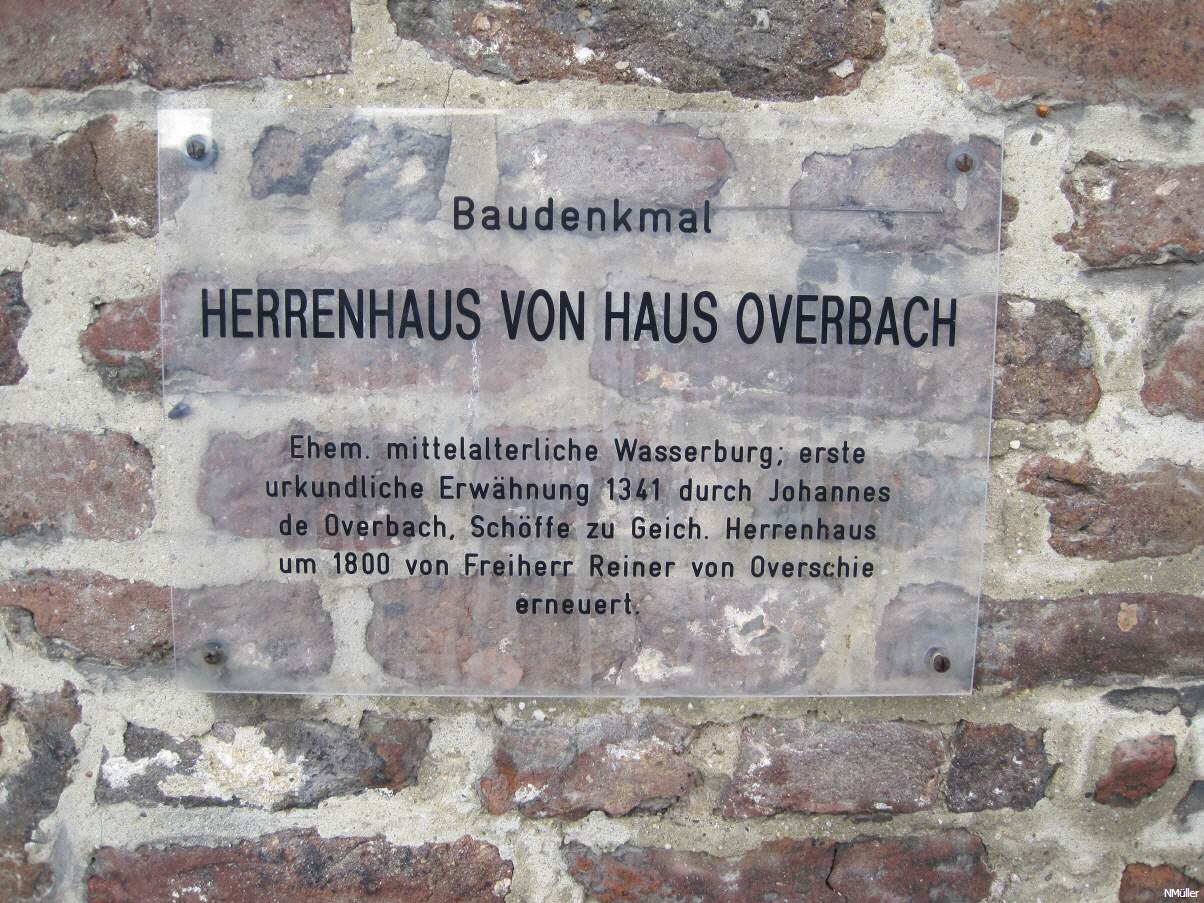 Baudenkmal
HERRENHAUS VON HAUS OVERBACH
Ehem. mittelalterliche Wasserburg; erste
urkundliche Erwähnung 1341 durch Johannes
de Overbach, Schöffe zu Geich. Herrenhaus
um 1800 von Freiherr Reiner von Overschie
erneuert.
NMüller